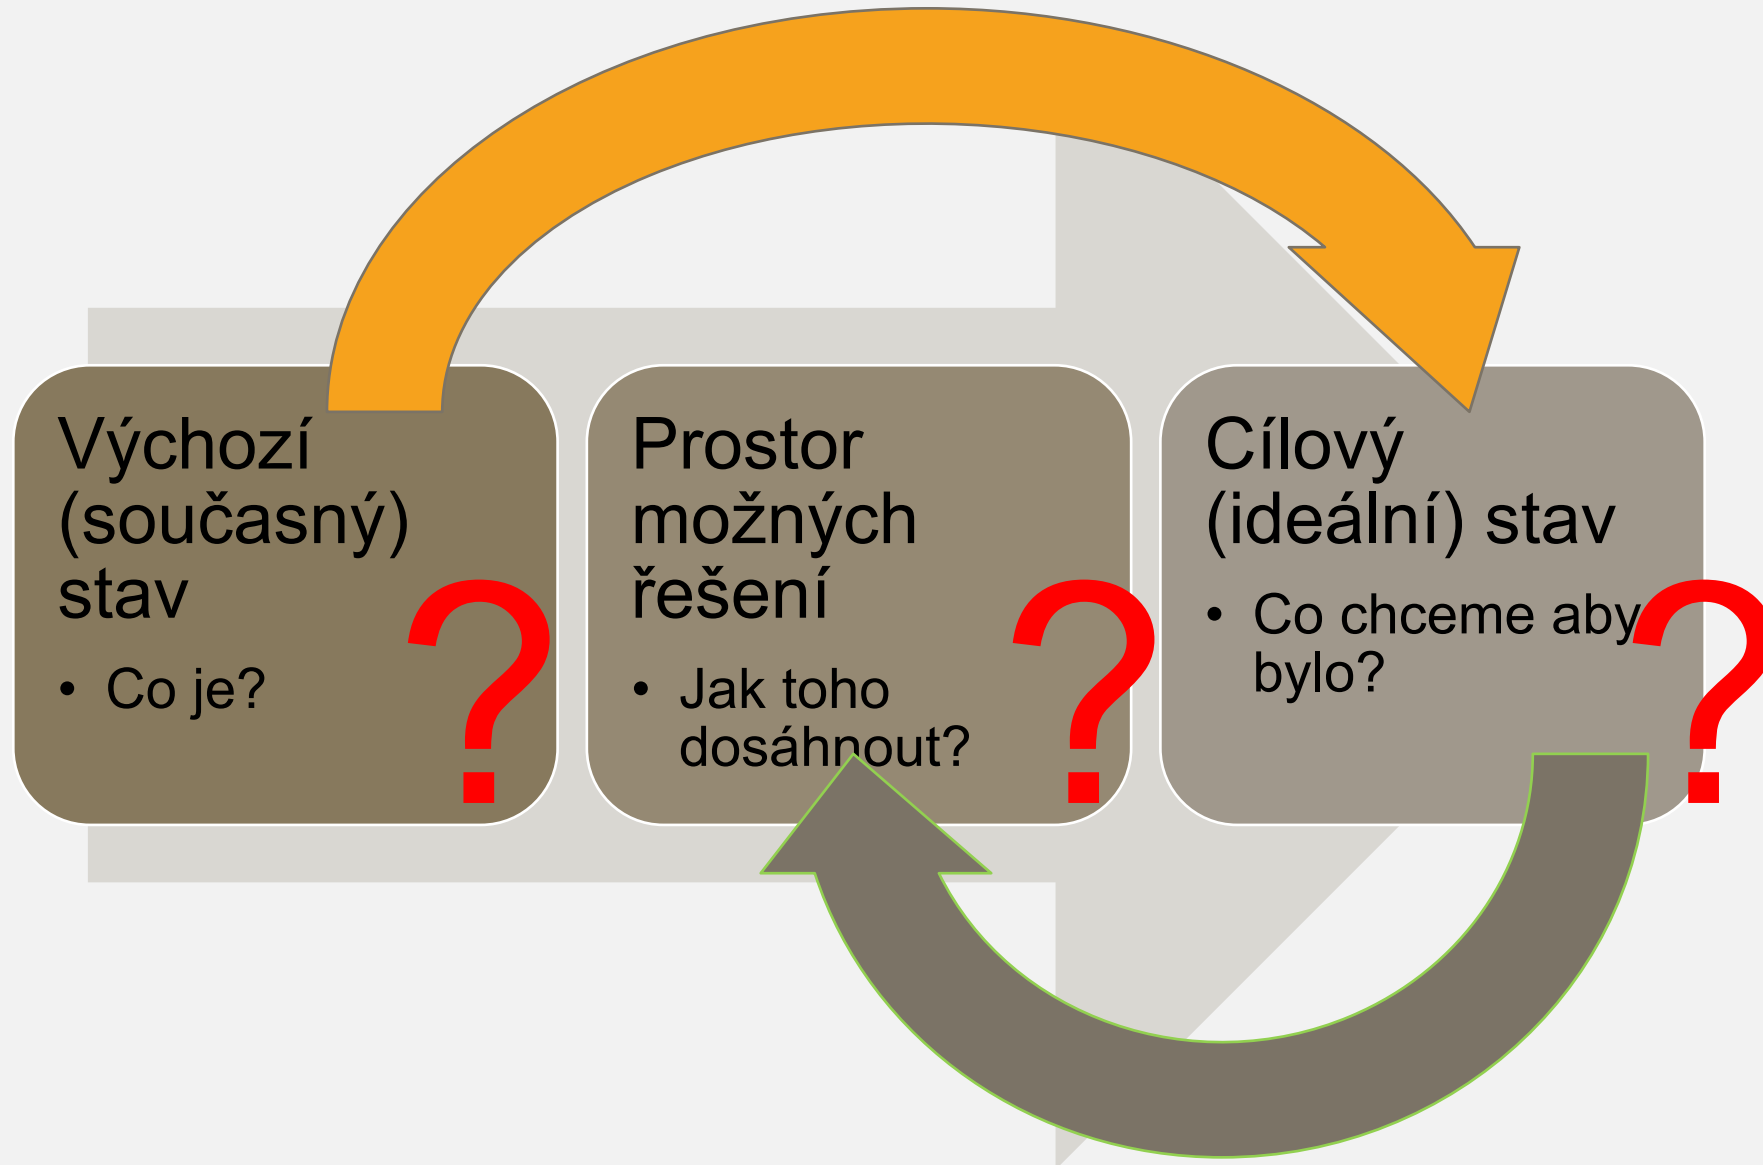 Výchozí
(současný)
stav
• Co je?
?
Prostor
možných
řešení
• Jak toho
dosáhnout?
?
Cílový
(ideální) stav
• Co chceme aby
bylo?
?